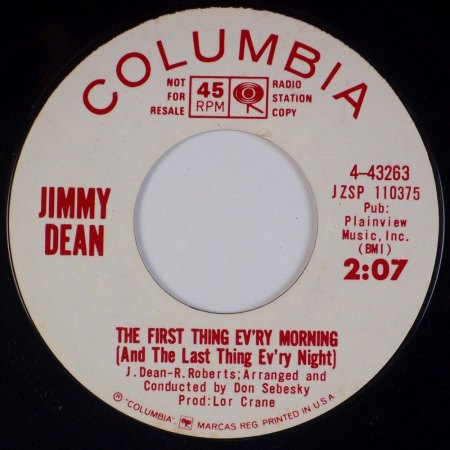 COLUMBIA
NOT
FOR
RESALE
45
RPM
RADIO
STATION
COPY
JIMMY
DEAN
4-43263
JZSP 110375
Pub:
Plainview
Music, Inc.
(BMI)
2:07
THE FIRST THING EV'RY MORNING
(And The Last Thing Ev'ry Night)
J. Dean-R. Roberts; Arranged and
Conducted by Don Sebesky
Prod: Lor Crane
® "COLUMBIA", MARCAS REG. PRINTED IN U.S.A.